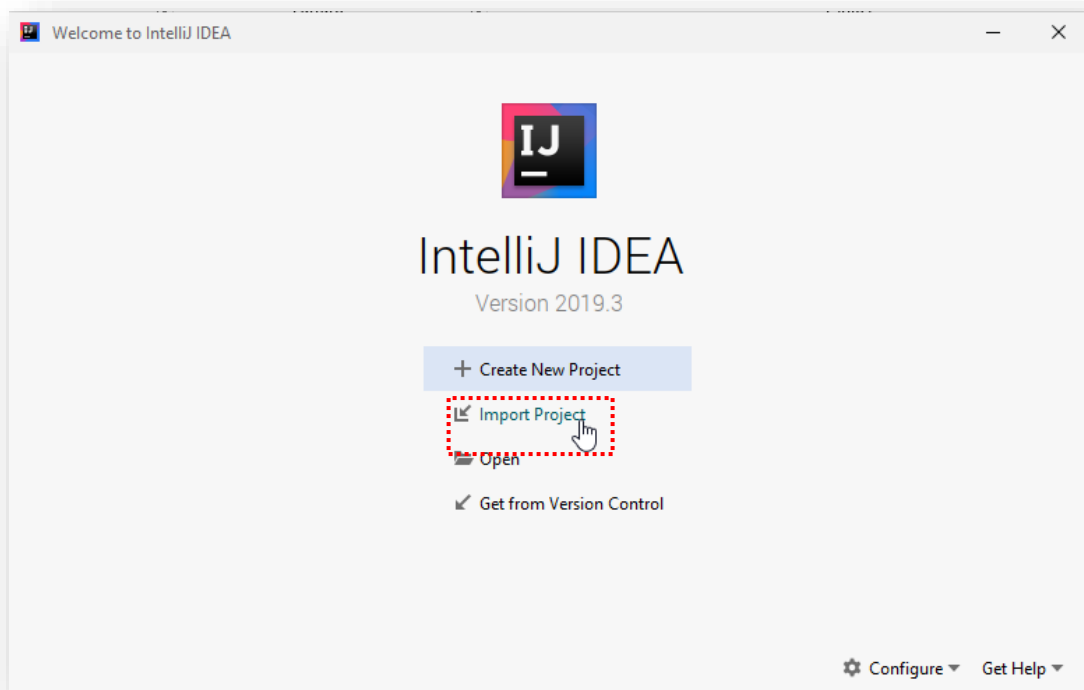 Welcome to IntelliJ IDEA
IJ
IntelliJ IDEA
Version 2019.3
Create New Project
Import Project
Open
Get from Version Control
Configure Get Help